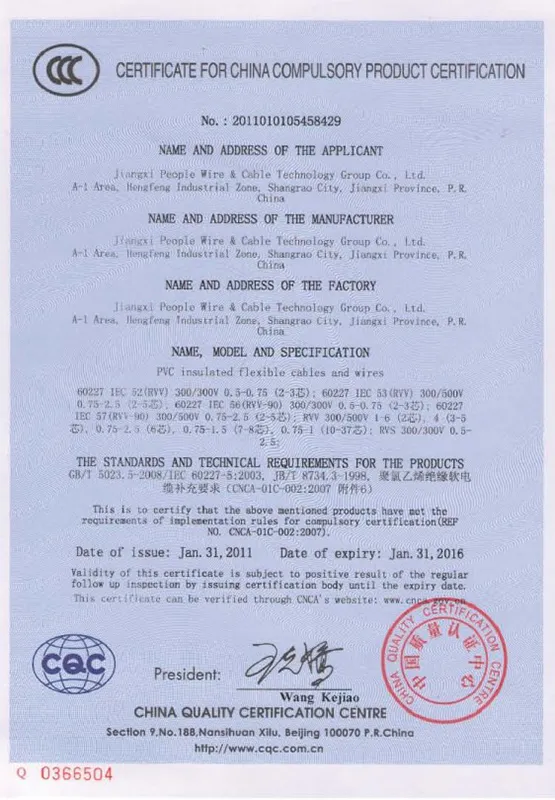 CCC
CERTIFICATE FOR CHINA COMPULSORY PRODUCT CERTIFICATION
No. : 2011010105458429
NAME AND ADDRESS OF THE APPLICANT
Jiangxi People Wire & Cable Technology Group Co., Ltd.
A-1 Area, Hengfeng Industrial Zone, Shangrao City, Jiangxi Province, P.R.
China
NAME AND ADDRESS OF THE MANUFACTURER
Jiangxi People Wire & Cable Technology Group Co., Ltd.
A-1 Area, Hengfeng Industrial Zone, Shangrao City, Jiangxi Province, P.R.
China
NAME AND ADDRESS OF THE FACTORY
Jiangxi People Wire & Cable Technology Group Co., Ltd.
A-1 Area, Hengfeng Industrial Zone, Shangrao City, Jiangxi Province, P.R.
China
NAME, MODEL AND SPECIFICATION
PVC insulated flexible cables and wires
60227 IEC 52(RVV) 300/300V 0.5-0.75 (2-3芯); 60227 IEC 53(RVV) 300/500V
0.75-2.5 (2-5芯); 60227 IEC 56(RVV-90) 300/300V 0.5-0.75 (2-3芯); 60227
IEC 57(RVV-90) 300/500V 0.75-2.5 (2-5芯); RVV 300/500V 1-6 (2芯), 4 (3-5
芯), 0.75-2.5 (6芯), 0.75-1.5 (7-8芯), 0.75-1 (10-37芯); RVS 300/300V 0.5-
2.5;
THE STANDARDS AND TECHNICAL REQUIREMENTS FOR THE PRODUCTS
GB/T 5023.5-2008/IEC 60227-5:2003, JB/T 8734.3-1998, 聚氯乙烯绝缘软电
缆补充要求 (CNCA-01C-002:2007 附件6)
This is to certify that the above mentioned products have met the
requirements of implementation rules for compulsory certification(REF
NO. CNCA-01C-002:2007).
Date of issue: Jan. 31, 2011 Date of expiry: Jan. 31, 2016
Validity of this certificate is subject to positive result of the regular
follow up inspection by issuing certification body until the expiry date.
This certificate can be verified through CNCA's website: www.cnca.gov.cn
CHINA QUALITY CERTIFICATION CENTRE
中国质量认证中心
CQC
President:
Wang Kejiao
CHINA QUALITY CERTIFICATION CENTRE
Section 9,No.188,Nansihuan Xilu, Beijing 100070 P.R.China
http://www.cqc.com.cn
Q 0366504